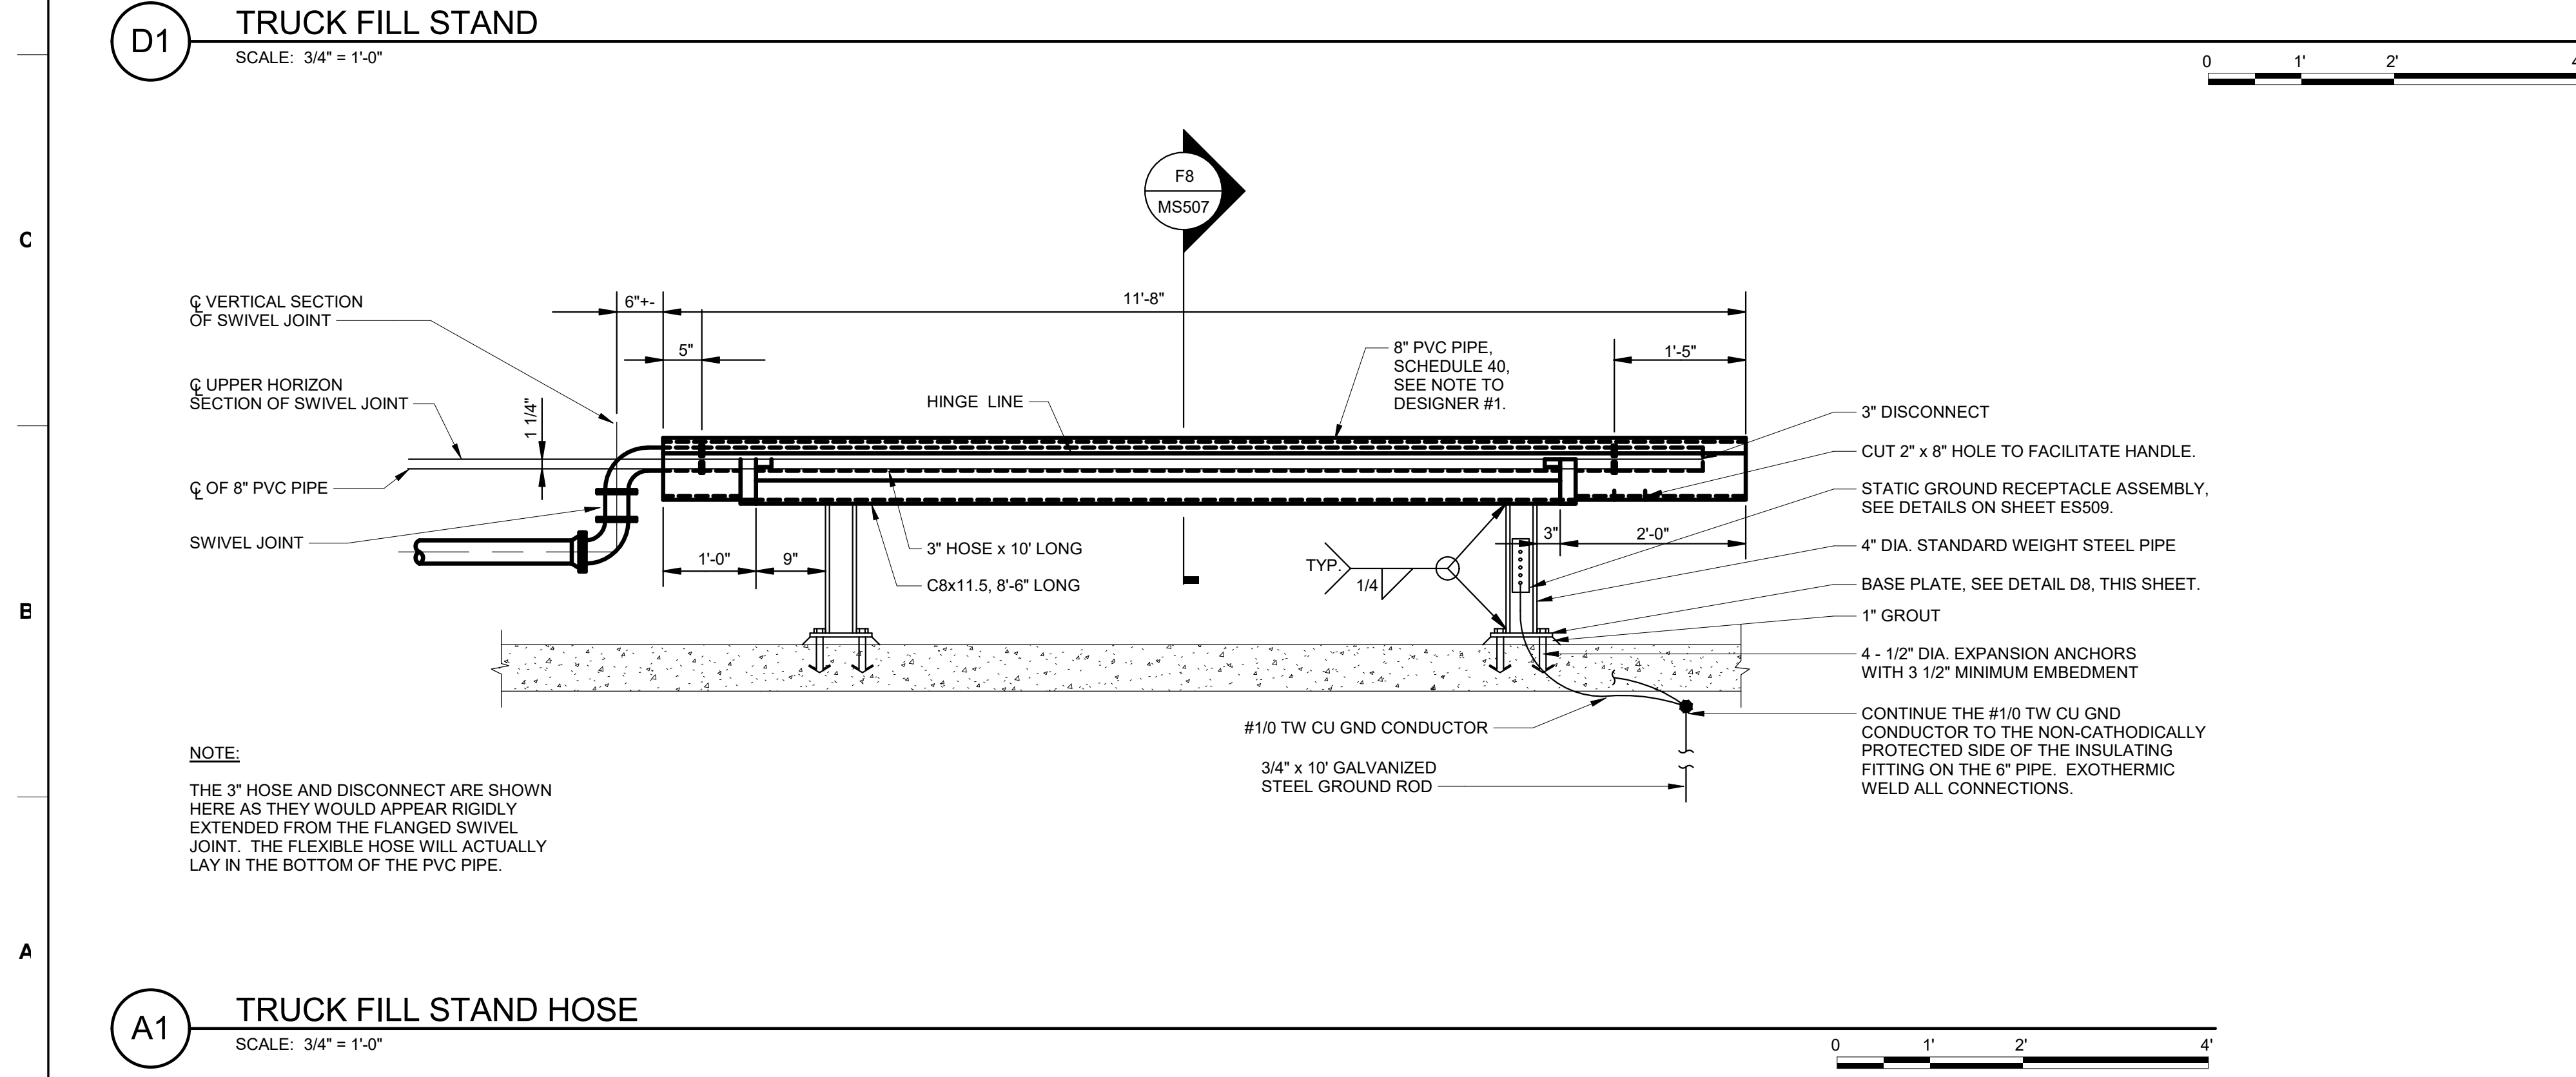 D1
TRUCK FILL STAND
SCALE: 3/4" = 1'-0"
0 1' 2'
F8
MS507
C
℄ VERTICAL SECTION
OF SWIVEL JOINT
6"+-
11'-8"
5"
1'-5"
8" PVC PIPE,
SCHEDULE 40,
SEE NOTE TO
DESIGNER #1.
℄ UPPER HORIZON
SECTION OF SWIVEL JOINT
1 1/4"
HINGE LINE
3" DISCONNECT
CUT 2" x 8" HOLE TO FACILITATE HANDLE.
℄ OF 8" PVC PIPE
STATIC GROUND RECEPTACLE ASSEMBLY,
SEE DETAILS ON SHEET ES509.
SWIVEL JOINT
3" HOSE x 10' LONG
C8x11.5, 8'-6" LONG
1'-0"
9"
3"
2'-0"
TYP.
1/4
4" DIA. STANDARD WEIGHT STEEL PIPE
BASE PLATE, SEE DETAIL D8, THIS SHEET.
1" GROUT
B
4 - 1/2" DIA. EXPANSION ANCHORS
WITH 3 1/2" MINIMUM EMBEDMENT
#1/0 TW CU GND CONDUCTOR
3/4" x 10' GALVANIZED
STEEL GROUND ROD
CONTINUE THE #1/0 TW CU GND
CONDUCTOR TO THE NON-CATHODICALLY
PROTECTED SIDE OF THE INSULATING
FITTING ON THE 6" PIPE. EXOTHERMIC
WELD ALL CONNECTIONS.
NOTE:
THE 3" HOSE AND DISCONNECT ARE SHOWN
HERE AS THEY WOULD APPEAR RIGIDLY
EXTENDED FROM THE FLANGED SWIVEL
JOINT. THE FLEXIBLE HOSE WILL ACTUALLY
LAY IN THE BOTTOM OF THE PVC PIPE.
A
A1
TRUCK FILL STAND HOSE
SCALE: 3/4" = 1'-0"
0 1' 2' 4'